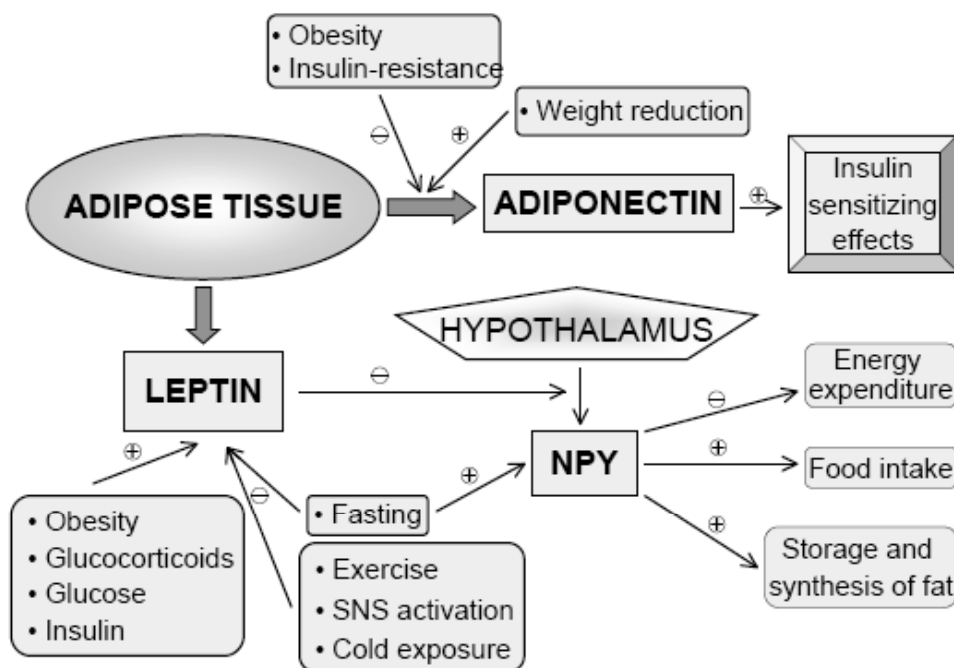 • Obesity
• Insulin-resistance
• Weight reduction
⊖
⊕
ADIPOSE TISSUE
ADIPONECTIN
⊕
Insulin
sensitizing
effects
HYPOTHALAMUS
LEPTIN
⊖
NPY
⊖
Energy
expenditure
⊕
Food intake
⊕
Storage and
synthesis of fat
⊕
⊖
⊕
• Obesity
• Glucocorticoids
• Glucose
• Insulin
• Fasting
• Exercise
• SNS activation
• Cold exposure